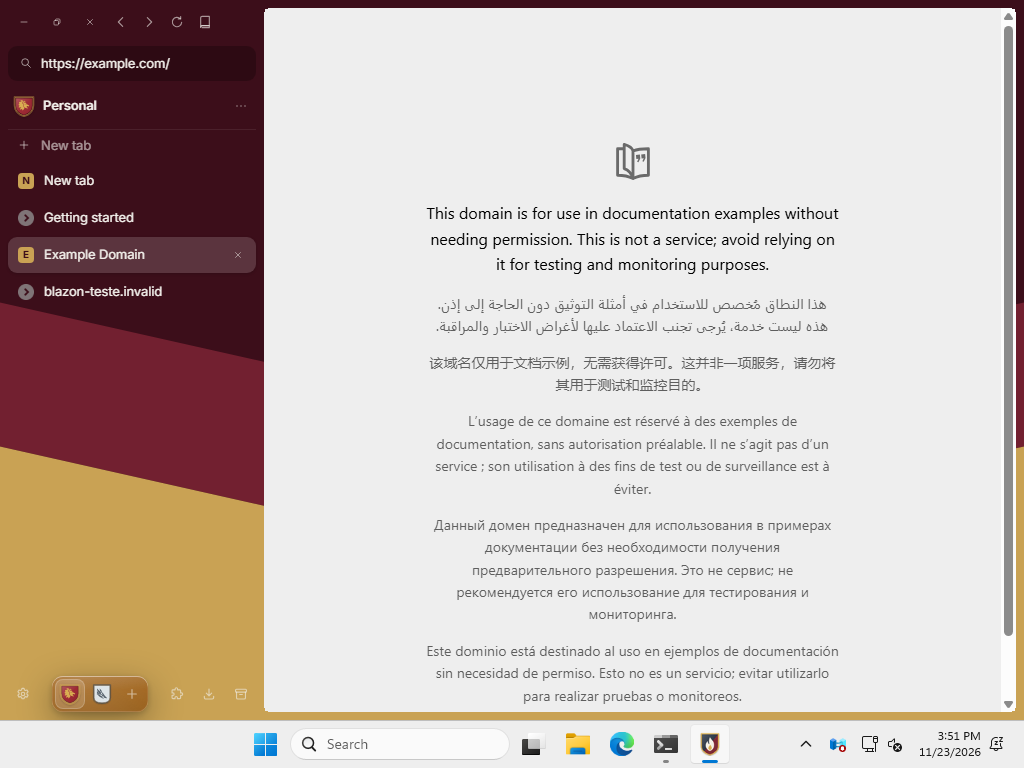 https://example.com/
Personal
New tab
N New tab
Getting started
E Example Domain
blazon-teste.invalid
This domain is for use in documentation examples without
needing permission. This is not a service; avoid relying on
it for testing and monitoring purposes.
هذا النطاق مُخصص للاستخدام في أمثلة التوثيق دون الحاجة إلى إذن.
هذه ليست خدمة، يُرجى تجنب الاعتماد عليها لأغراض الاختبار والمراقبة.
该域名仅用于文档示例，无需获得许可。这并非一项服务，请勿将
其用于测试和监控目的。
L'usage de ce domaine est réservé à des exemples de
documentation, sans autorisation préalable. Il ne s'agit pas d'un
service ; son utilisation à des fins de test ou de surveillance est à
éviter.
Данный домен предназначен для использования в примерах
документации без необходимости получения
предварительного разрешения. Это не сервис; не
рекомендуется его использование для тестирования и
мониторинга.
Este dominio está destinado al uso en ejemplos de documentación
sin necesidad de permiso. Esto no es un servicio; evitar utilizarlo
para realizar pruebas o monitoreos.
Search
3:51 PM
11/23/2026